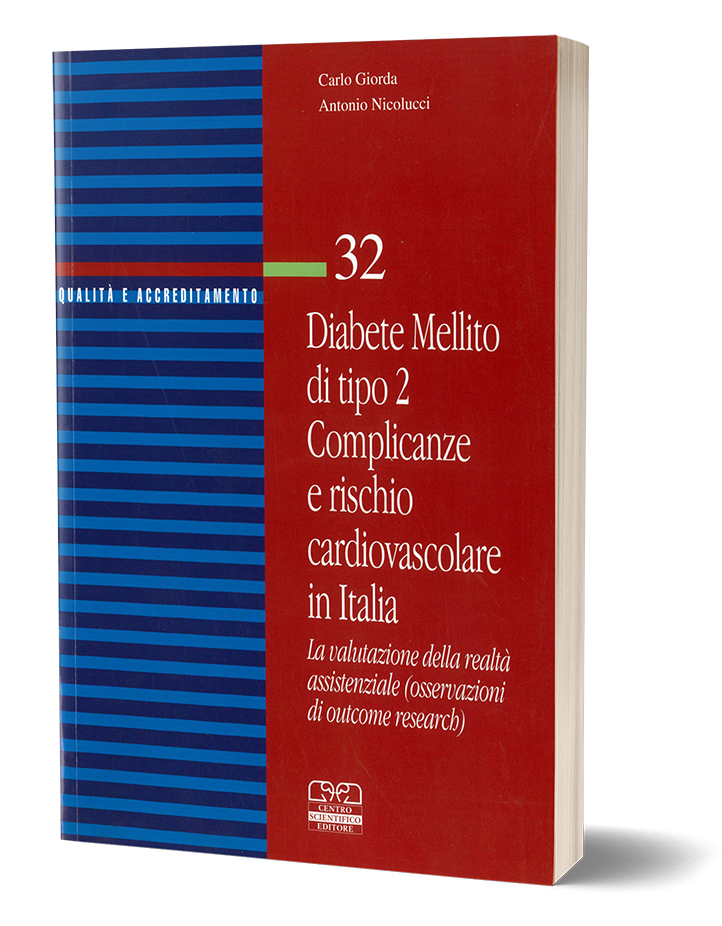 Carlo Giorda
Antonio Nicolucci
32
QUALITÀ E ACCREDITAMENTO
Diabete Mellito
di tipo 2
Complicanze
e rischio
cardiovascolare
in Italia
La valutazione della realtà
assistenziale (osservazioni
di outcome research)
CENTRO
SCIENTIFICO
EDITORE